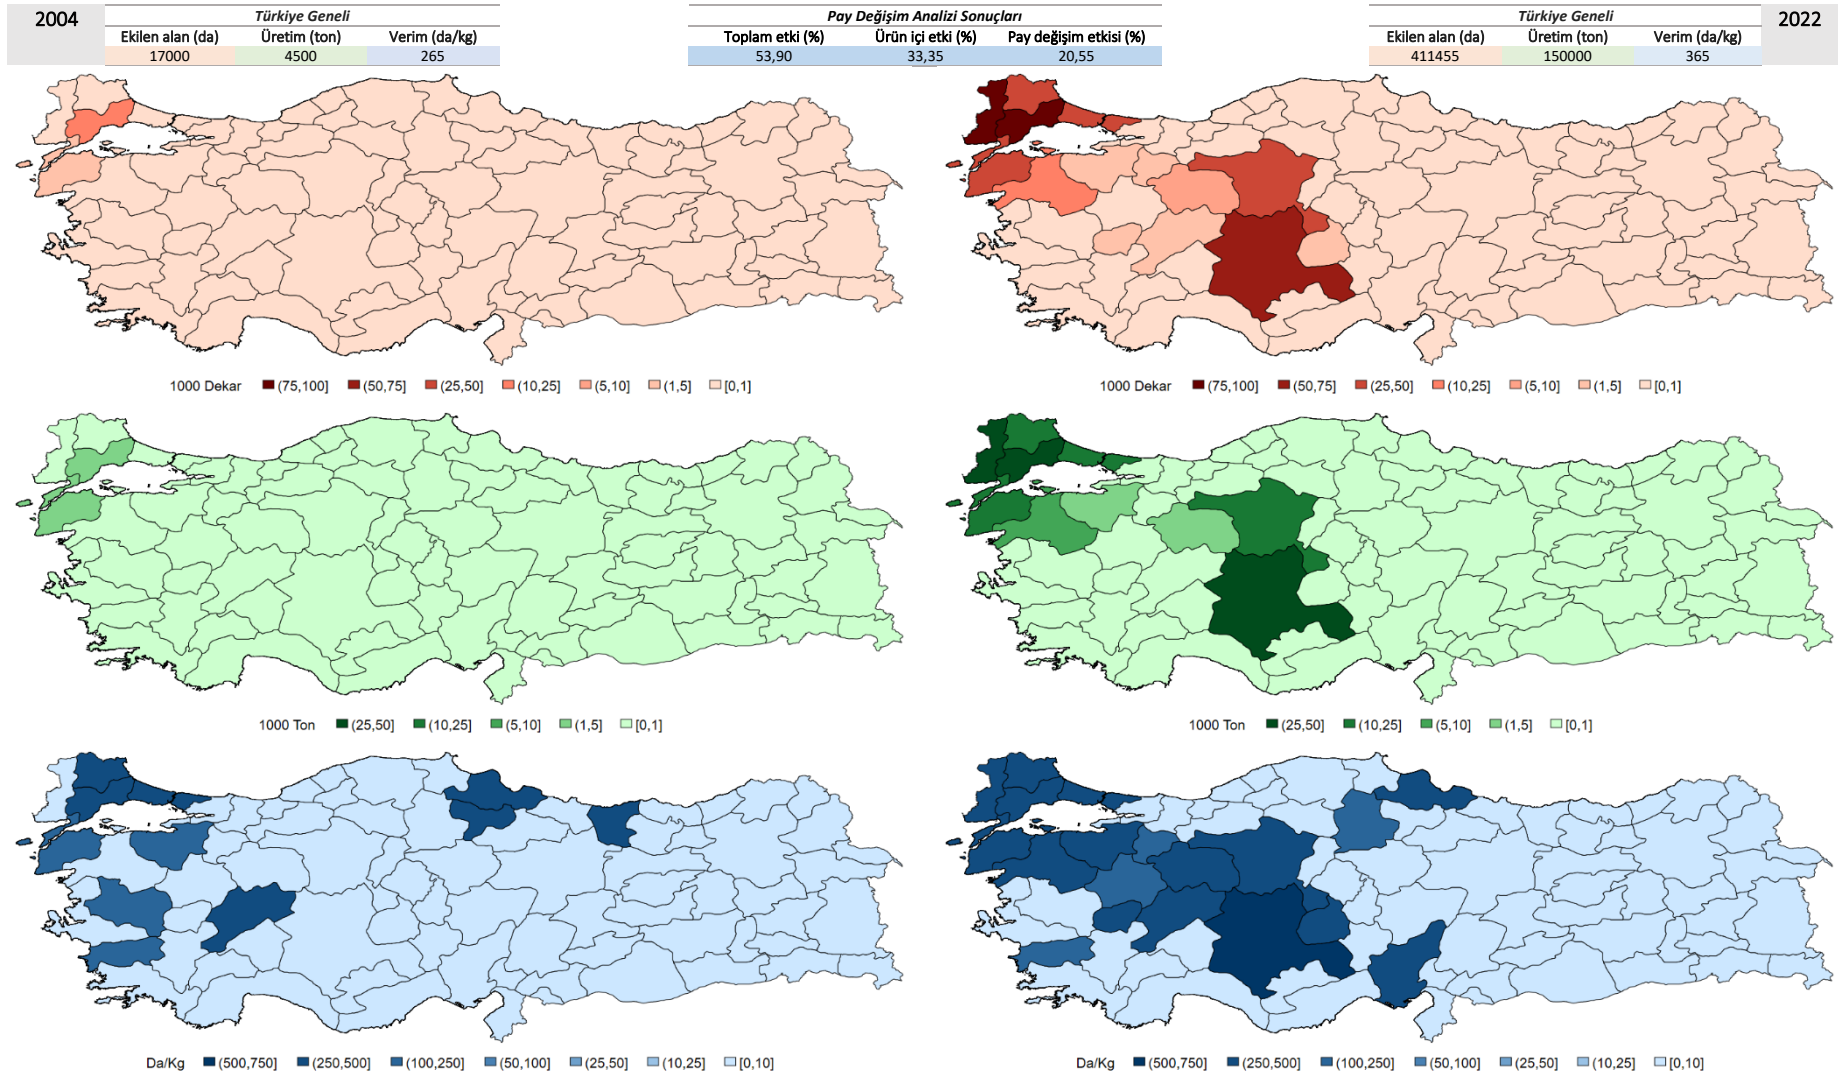 2004
Türkiye Geneli
Ekilen alan (da) Üretim (ton) Verim (da/kg)
17000 4500 265
Pay Değişim Analizi Sonuçları
Toplam etki (%) Ürün içi etki (%) Pay değişim etkisi (%)
53,90 33,35 20,55
Türkiye Geneli
Ekilen alan (da) Üretim (ton) Verim (da/kg)
411455 150000 365
2022
1000 Dekar (75,100] (50,75] (25,50] (10,25] (5,10] (1,5] [0,1]
1000 Dekar (75,100] (50,75] (25,50] (10,25] (5,10] (1,5] [0,1]
1000 Ton (25,50] (10,25] (5,10] (1,5] [0,1]
1000 Ton (25,50] (10,25] (5,10] (1,5] [0,1]
Da/Kg (500,750] (250,500] (100,250] (50,100] (25,50] (10,25] [0,10]
Da/Kg (500,750] (250,500] (100,250] (50,100] (25,50] (10,25] [0,10]